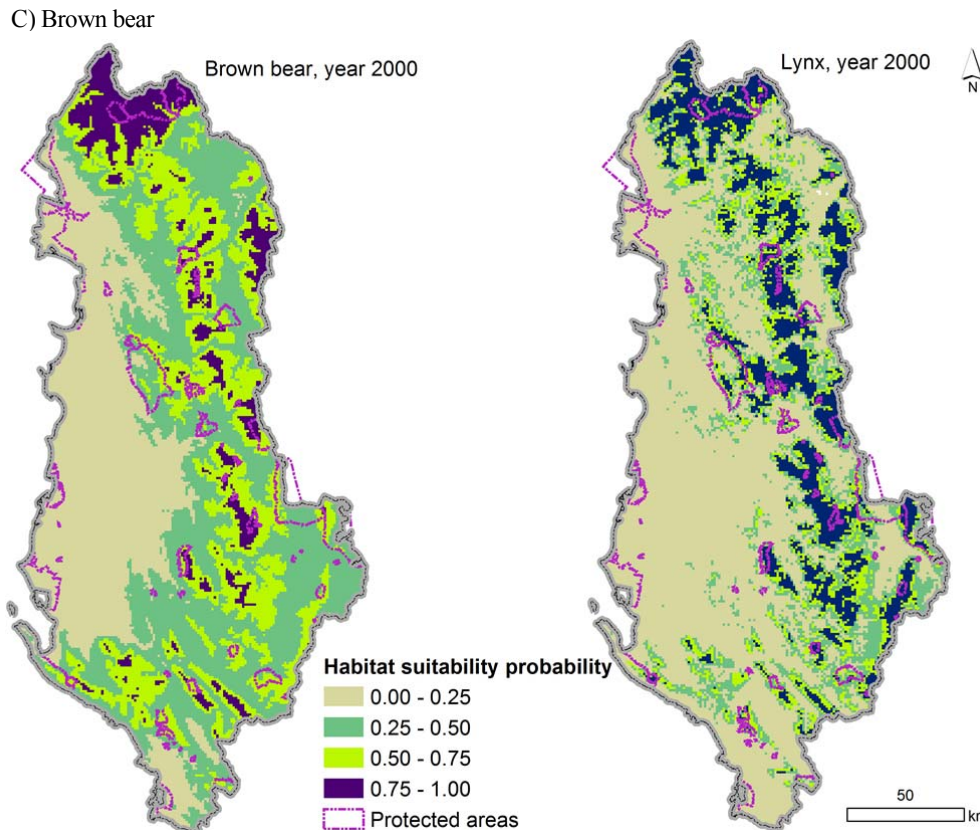 C) Brown bear
Brown bear, year 2000
Lynx, year 2000
N
Habitat suitability probability
0.00 - 0.25
0.25 - 0.50
0.50 - 0.75
0.75 - 1.00
Protected areas
50
km